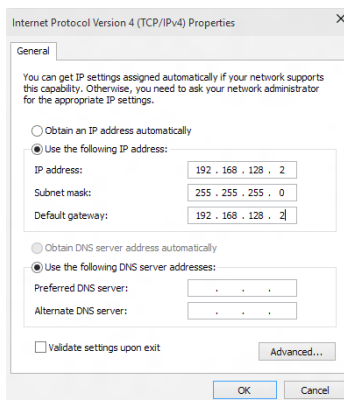 Internet Protocol Version 4 (TCP/IPv4) Properties
General
You can get IP settings assigned automatically if your network supports
this capability. Otherwise, you need to ask your network administrator
for the appropriate IP settings.
Obtain an IP address automatically
Use the following IP address:
IP address: 192 . 168 . 128 . 2
Subnet mask: 255 . 255 . 255 . 0
Default gateway: 192 . 168 . 128 . 2
Obtain DNS server address automatically
Use the following DNS server addresses:
Preferred DNS server: . . .
Alternate DNS server: . . .
Validate settings upon exit
Advanced...
OK Cancel